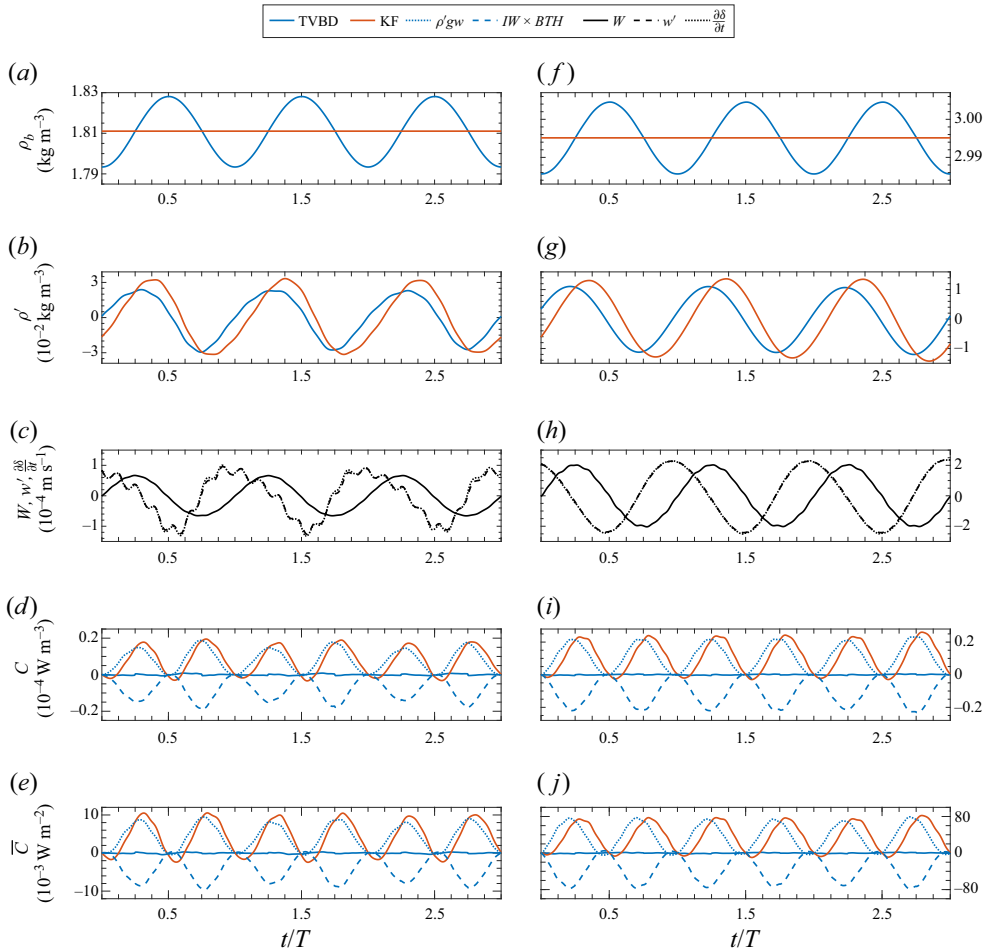 TVBD KF ρ′gw IW × BTH W w′ ∂δ/∂t
(a) (f)
ρ_b (kg m⁻³)
1.83
1.81
1.79
3.00
2.99
0.5 1.5 2.5
0.5 1.5 2.5
(b) (g)
ρ′ (10⁻² kg m⁻³)
3
0
−3
1
0
−1
0.5 1.5 2.5
0.5 1.5 2.5
(c) (h)
W, w′, ∂δ/∂t (10⁻⁴ m s⁻¹)
1
0
−1
2
0
−2
0.5 1.5 2.5
0.5 1.5 2.5
(d) (i)
C (10⁻⁴ W m⁻³)
0.2
0
−0.2
0.2
0
−0.2
0.5 1.5 2.5
0.5 1.5 2.5
(e) (j)
C̅ (10⁻³ W m⁻²)
10
0
−10
80
0
−80
0.5 1.5 2.5
0.5 1.5 2.5
t/T t/T